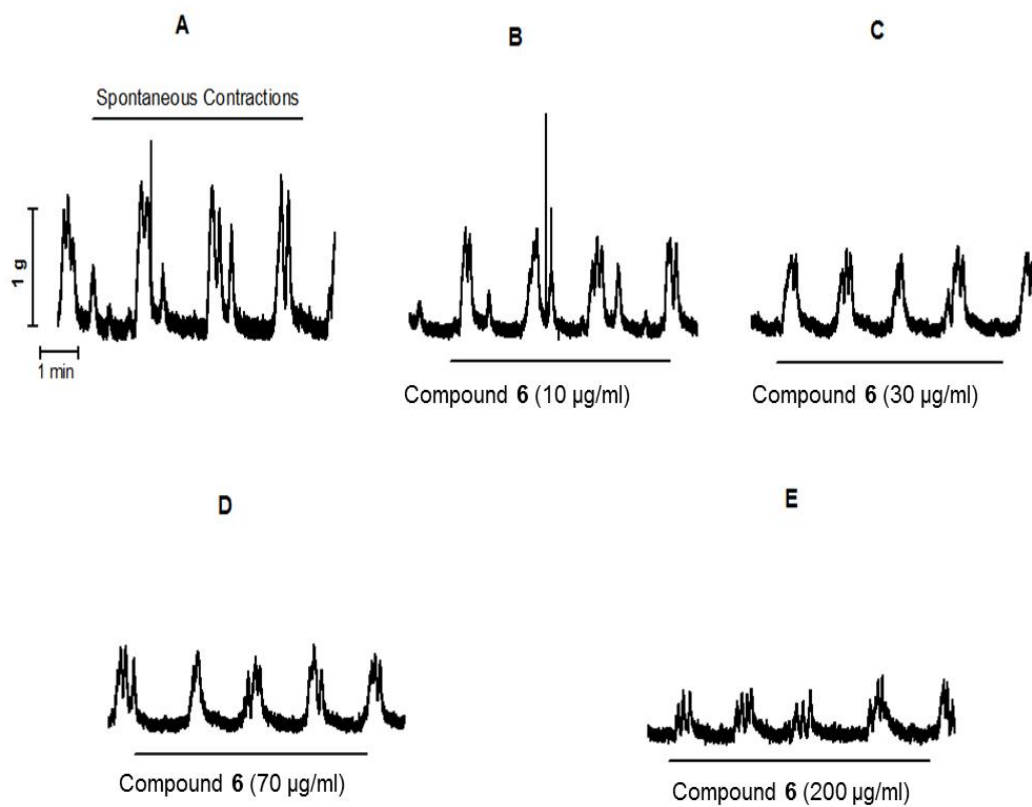 A
B
C
Spontaneous Contractions
1 g
1 min
Compound 6 (10 µg/ml)
Compound 6 (30 µg/ml)
D
E
Compound 6 (70 µg/ml)
Compound 6 (200 µg/ml)